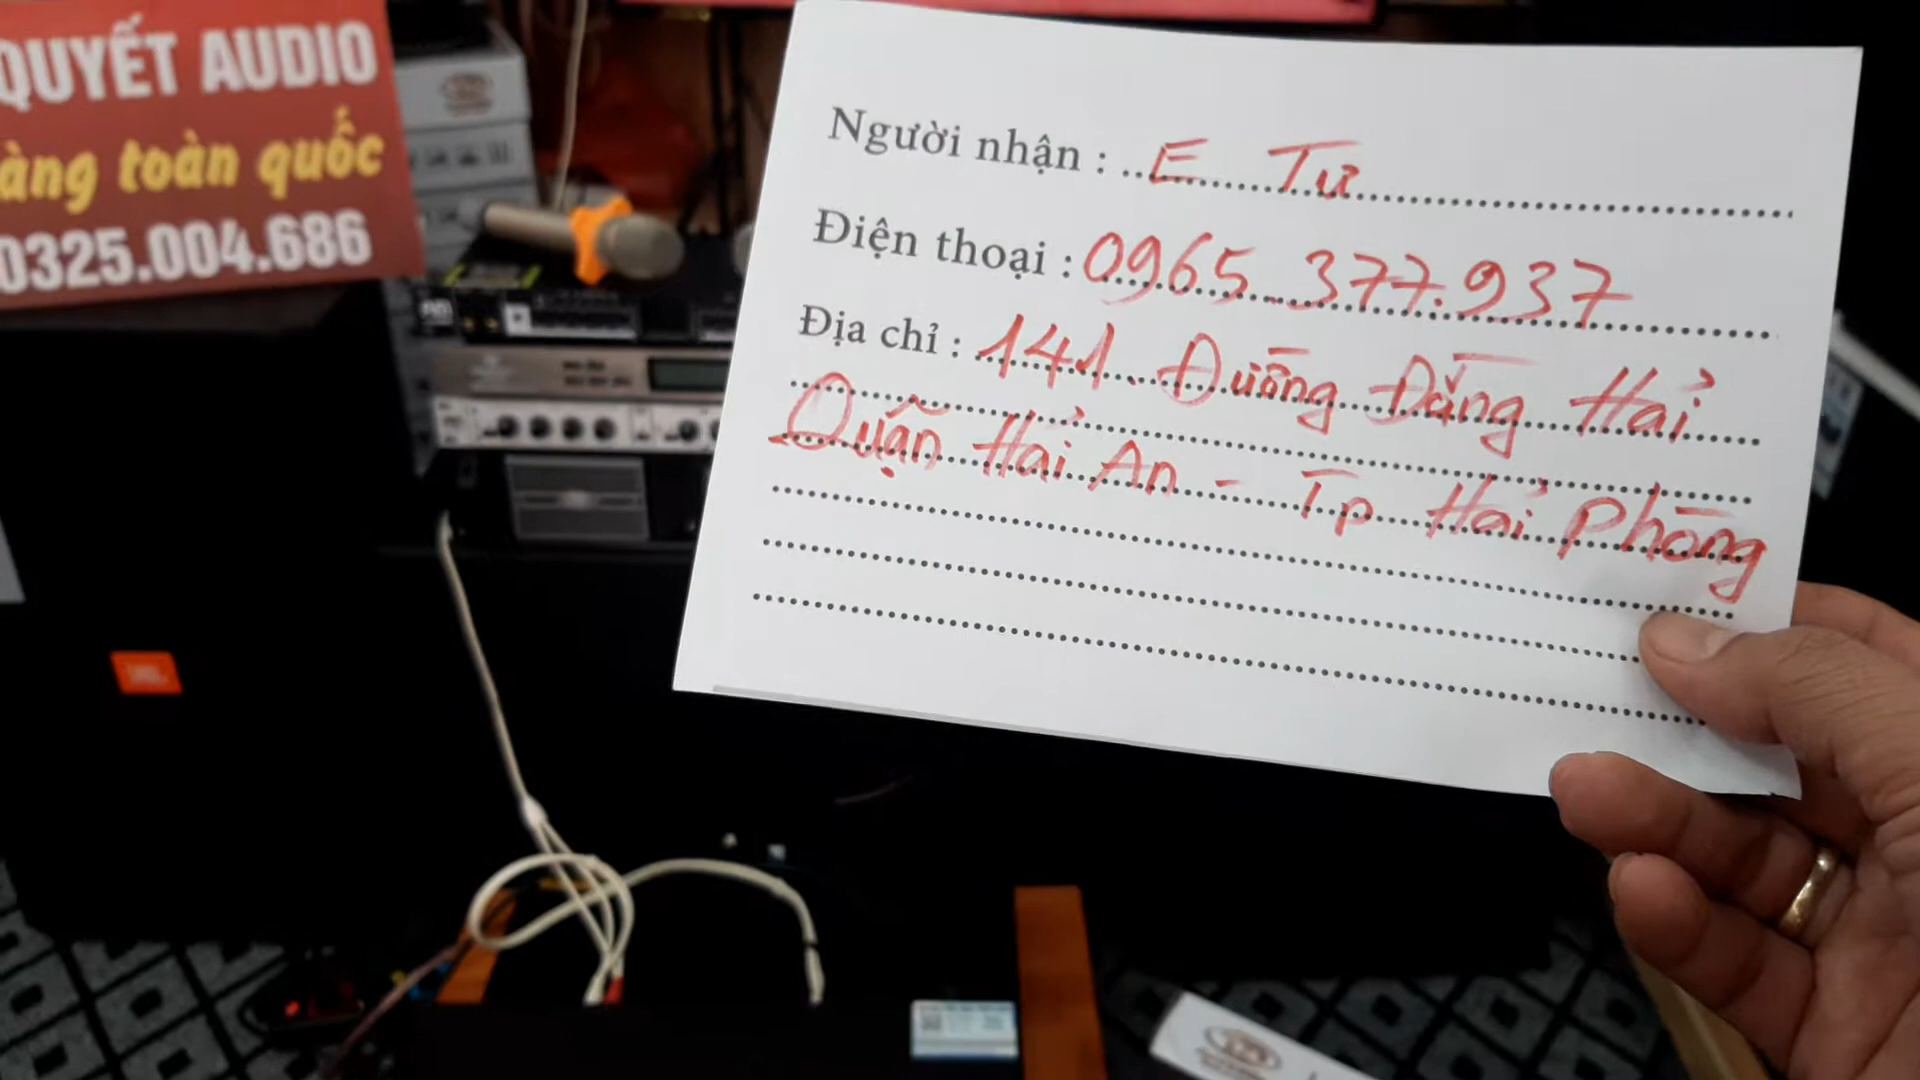 QUYẾT AUDIO
àng toàn quốc
0325.004.686
Người nhận : E Tư
Điện thoại : 0965.377.937
Địa chỉ : 141. Đường Đằng Hải
Quận Hải An - Tp Hải Phòng
JBL